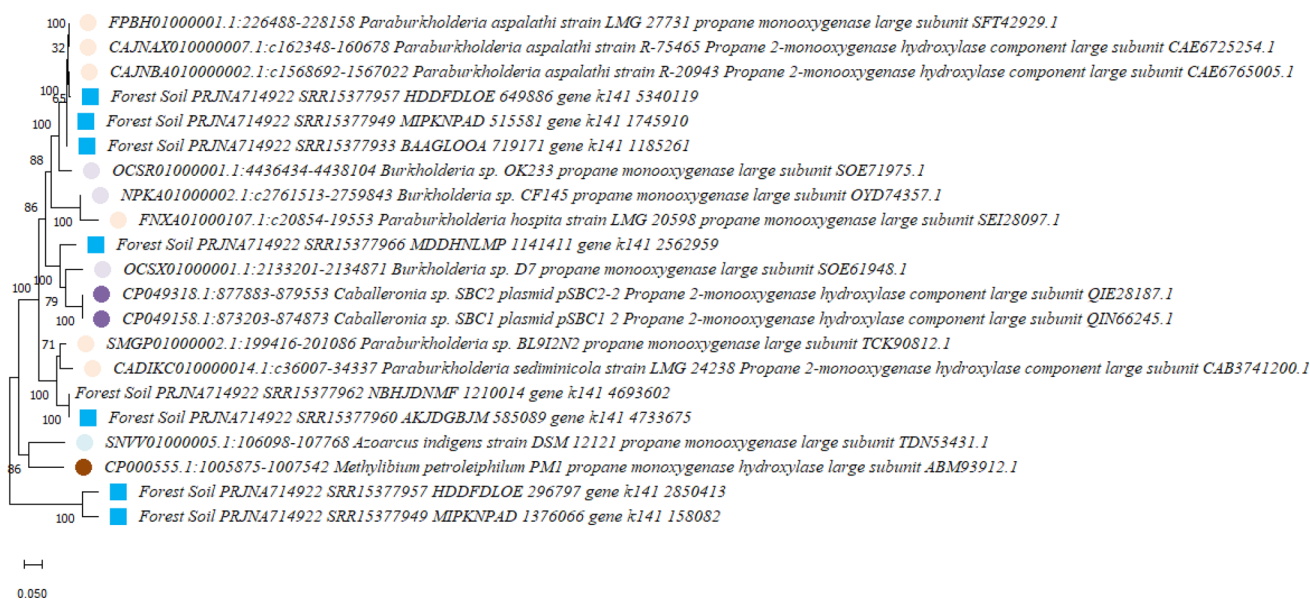 100 FPBH01000001.1:226488-228158 Paraburkholderia aspalathi strain LMG 27731 propane monooxygenase large subunit SFT42929.1
32 CAJNAX010000007.1:c162348-160678 Paraburkholderia aspalathi strain R-75465 Propane 2-monooxygenase hydroxylase component large subunit CAE6725254.1
CAJNBA010000002.1:c1568692-1567022 Paraburkholderia aspalathi strain R-20943 Propane 2-monooxygenase hydroxylase component large subunit CAE6765005.1
100 65 Forest Soil PRJNA714922 SRR15377957 HDDFDLOE 649886 gene k141 5340119
100 Forest Soil PRJNA714922 SRR15377949 MIPKNPAD 515581 gene k141 1745910
Forest Soil PRJNA714922 SRR15377933 BAAGLOOA 719171 gene k141 1185261
88 OCSR01000001.1:4436434-4438104 Burkholderia sp. OK233 propane monooxygenase large subunit SOE71975.1
NPKA01000002.1:c2761513-2759843 Burkholderia sp. CF145 propane monooxygenase large subunit OYD74357.1
86 100 FNXA01000107.1:c20854-19553 Paraburkholderia hospita strain LMG 20598 propane monooxygenase large subunit SEI28097.1
Forest Soil PRJNA714922 SRR15377966 MDDHNLMP 1141411 gene k141 2562959
100 OCSX01000001.1:2133201-2134871 Burkholderia sp. D7 propane monooxygenase large subunit SOE61948.1
100 79 CP049318.1:877883-879553 Caballeronia sp. SBC2 plasmid pSBC2-2 Propane 2-monooxygenase hydroxylase component large subunit QIE28187.1
100 CP049158.1:873203-874873 Caballeronia sp. SBC1 plasmid pSBC1 2 Propane 2-monooxygenase hydroxylase component large subunit QIN66245.1
71 SMGP01000002.1:199416-201086 Paraburkholderia sp. BL9I2N2 propane monooxygenase large subunit TCK90812.1
CADIKC010000014.1:c36007-34337 Paraburkholderia sediminicola strain LMG 24238 Propane 2-monooxygenase hydroxylase component large subunit CAB3741200.1
100 Forest Soil PRJNA714922 SRR15377962 NBHJDNMF 1210014 gene k141 4693602
100 Forest Soil PRJNA714922 SRR15377960 AKJDGBJM 585089 gene k141 4733675
SNVV01000005.1:106098-107768 Azoarcus indigens strain DSM 12121 propane monooxygenase large subunit TDN53431.1
86 CP000555.1:1005875-1007542 Methylibium petroleiphilum PM1 propane monoxygenase hydroxylase large subunit ABM93912.1
Forest Soil PRJNA714922 SRR15377957 HDDFDLOE 296797 gene k141 2850413
100 Forest Soil PRJNA714922 SRR15377949 MIPKNPAD 1376066 gene k141 158082
0.050